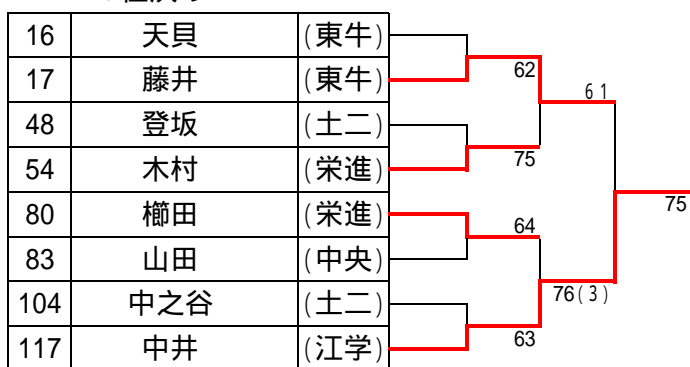 16 天貝 (東牛)
17 藤井 (東牛)
62
61
48 登坂 (土二)
54 木村 (栄進)
75
75
80 櫛田 (栄進)
64
83 山田 (中央)
104 中之谷 (土二)
76(3)
117 中井 (江学)
63